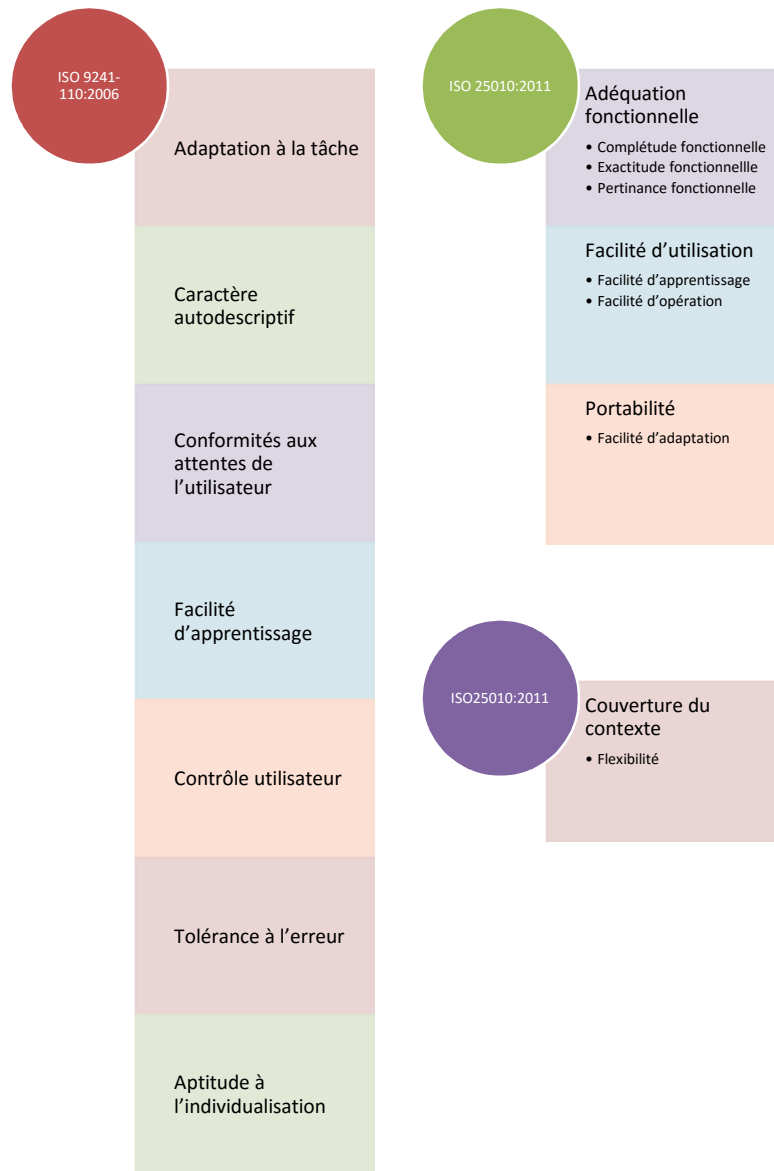 ISO 9241-
110:2006
Adaptation à la tâche
Caractère
autodescriptif
Conformités aux
attentes de
l'utilisateur
Facilité
d'apprentissage
Contrôle utilisateur
Tolérance à l'erreur
Aptitude à
l'individualisation
ISO 25010:2011
Adéquation
fonctionnelle
• Complétude fonctionnelle
• Exactitude fonctionnellle
• Pertinance fonctionnelle
Facilité d'utilisation
• Facilité d'apprentissage
• Facilité d'opération
Portabilité
• Facilité d'adaptation
ISO25010:2011
Couverture du
contexte
• Flexibilité